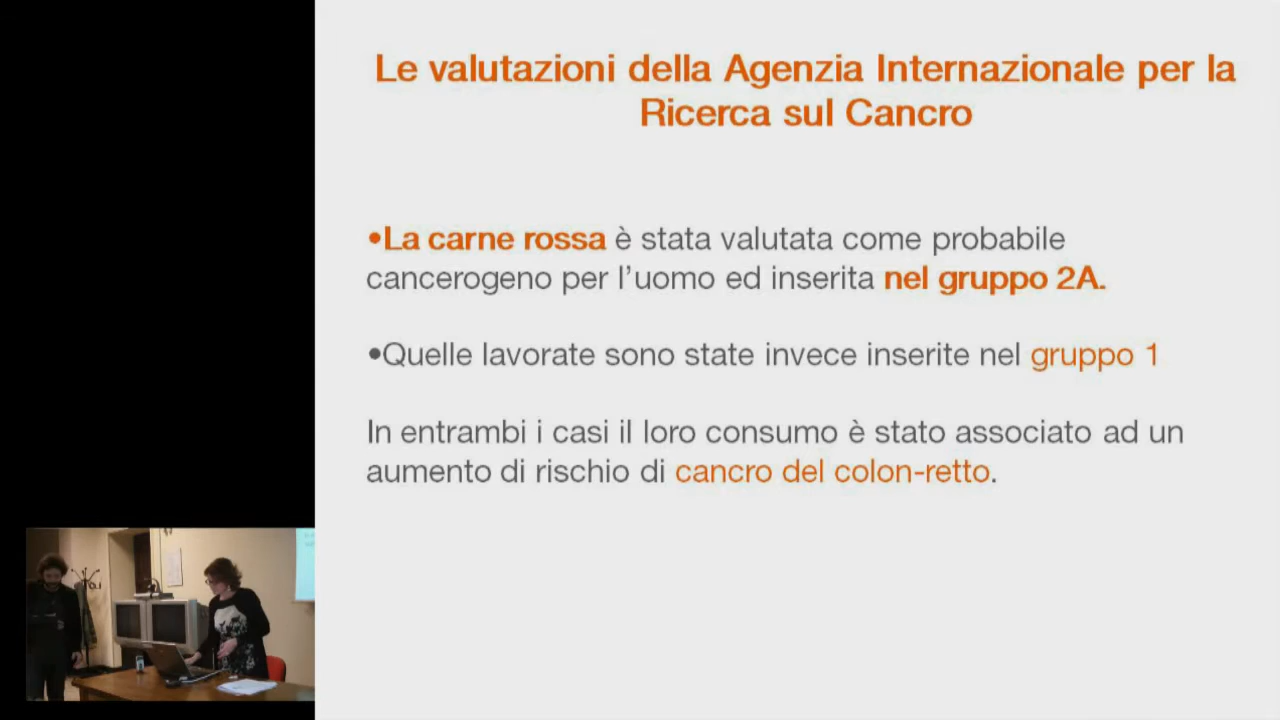 Le valutazioni della Agenzia Internazionale per la
Ricerca sul Cancro
•La carne rossa è stata valutata come probabile
cancerogeno per l’uomo ed inserita nel gruppo 2A.
•Quelle lavorate sono state invece inserite nel gruppo 1
In entrambi i casi il loro consumo è stato associato ad un
aumento di rischio di cancro del colon-retto.